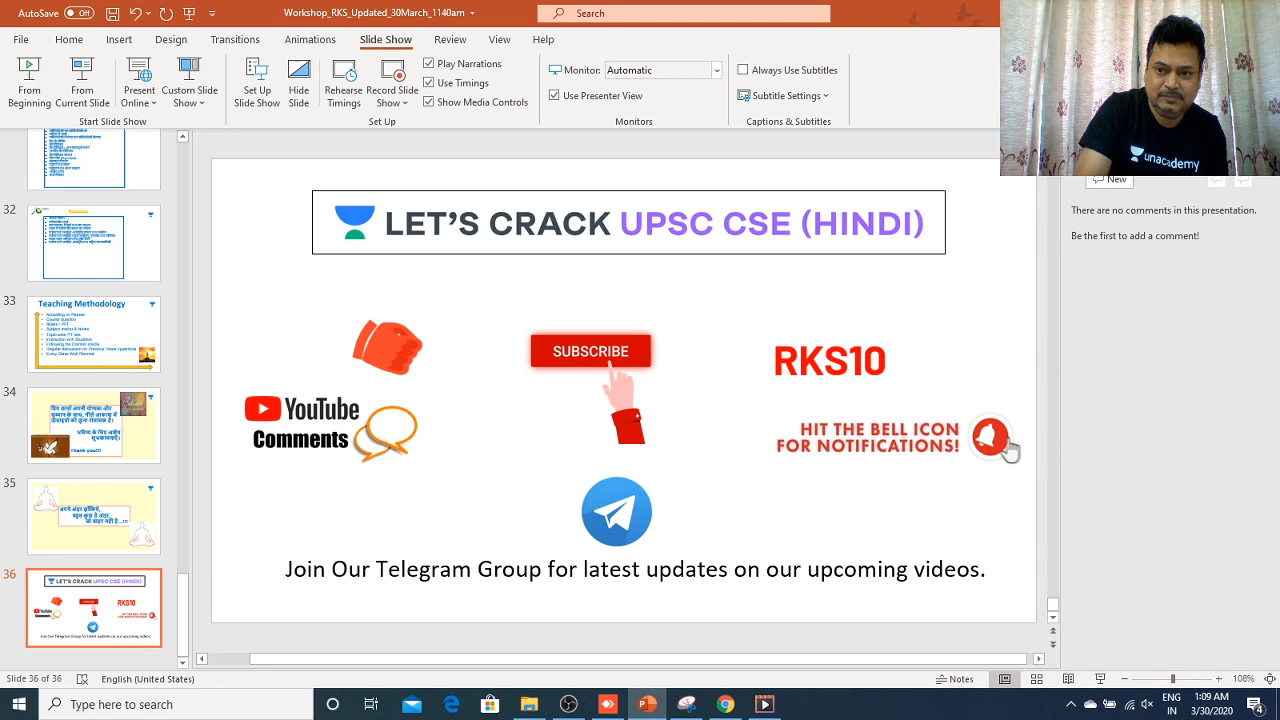 AutoSave Off
Workshop_RKS_Updated_30March_1140am
Search
File Home Insert Design Transitions Animations Slide Show Review View Help
From Beginning
From Current Slide
Present Online
Custom Slide Show
Set Up Slide Show
Hide Slide
Rehearse Timings
Record Slide Show
Play Narrations
Use Timings
Show Media Controls
Monitor: Automatic
Use Presenter View
Always Use Subtitles
Subtitle Settings
Start Slide Show
Set Up
Monitors
Captions & Subtitles
unacademy
New
There are no comments in this presentation.
Be the first to add a comment!
32
33
Teaching Methodology
34
Thank you!!!
35
36
LET'S CRACK UPSC CSE (HINDI)
SUBSCRIBE
RKS10
YouTube
Comments
HIT THE BELL ICON
FOR NOTIFICATIONS!
Join Our Telegram Group for latest updates on our upcoming videos.
Slide 36 of 36
English (United States)
Notes
108%
Type here to search
ENG
IN
1:09 AM
3/30/2020
4